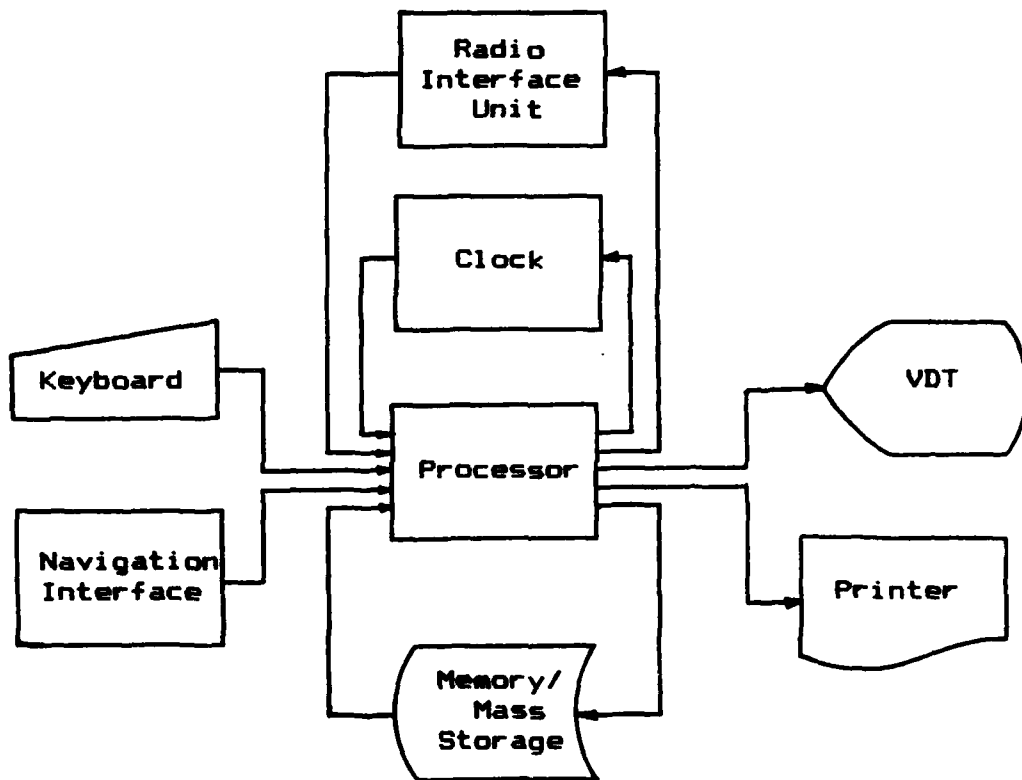 Radio
Interface
Unit
Clock
Keyboard
VDT
Processor
Navigation
Interface
Printer
Memory/
Mass
Storage